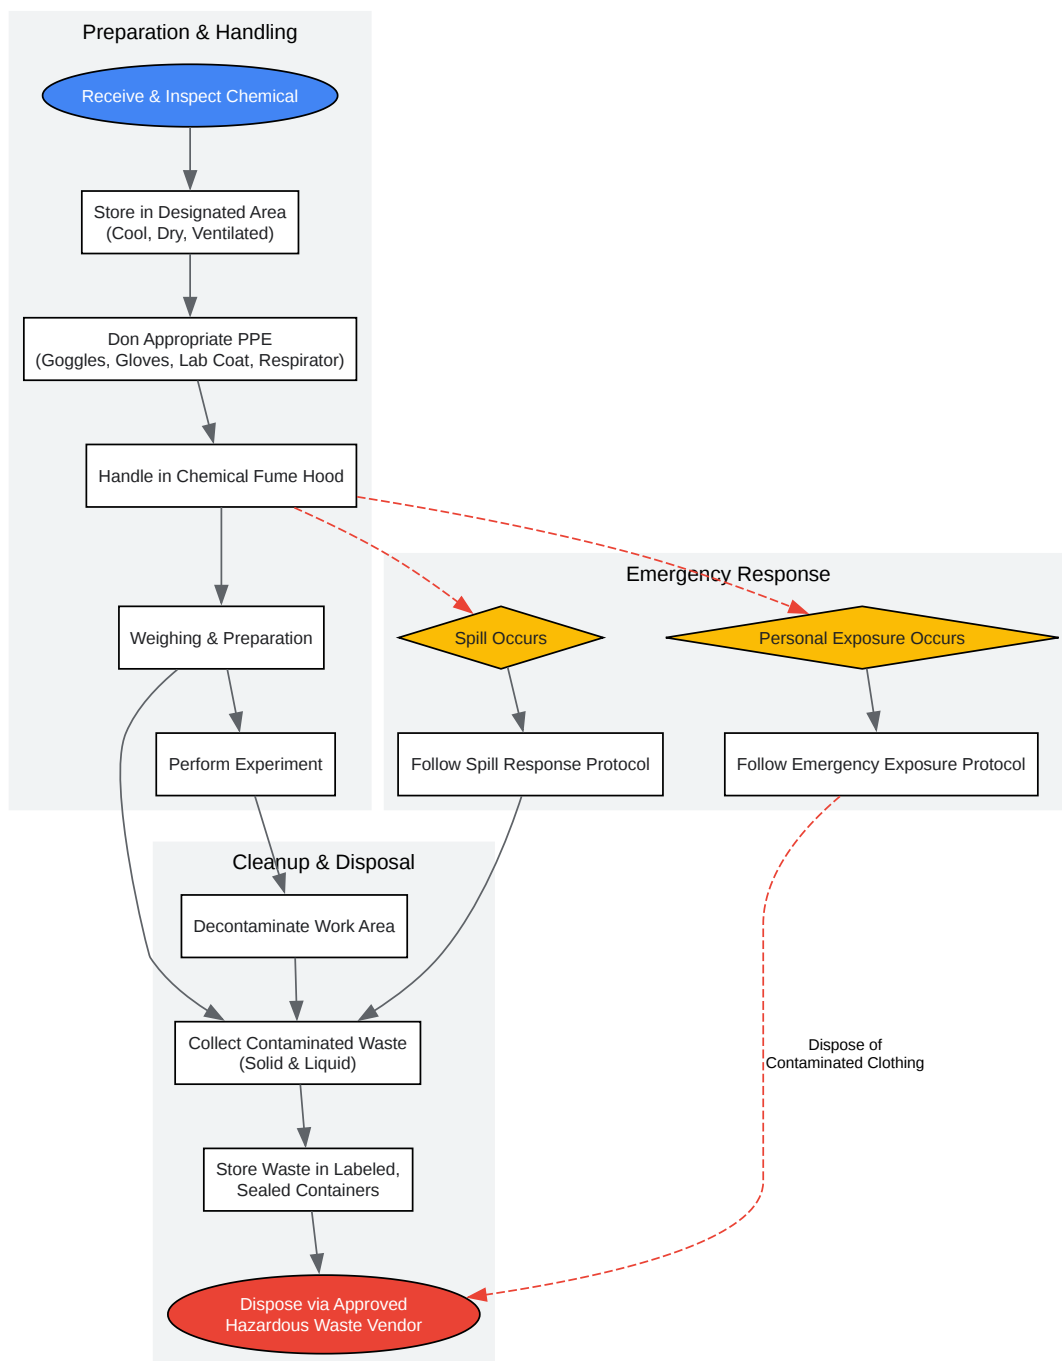 Preparation & Handling
Receive & Inspect Chemical
Store in Designated Area
(Cool, Dry, Ventilated)
Don Appropriate PPE
(Goggles, Gloves, Lab Coat, Respirator)
Handle in Chemical Fume Hood
Weighing & Preparation
Perform Experiment
Emergency Response
Spill Occurs
Personal Exposure Occurs
Follow Spill Response Protocol
Follow Emergency Exposure Protocol
Cleanup & Disposal
Decontaminate Work Area
Collect Contaminated Waste
(Solid & Liquid)
Dispose of
Contaminated Clothing
Store Waste in Labeled,
Sealed Containers
Dispose via Approved
Hazardous Waste Vendor